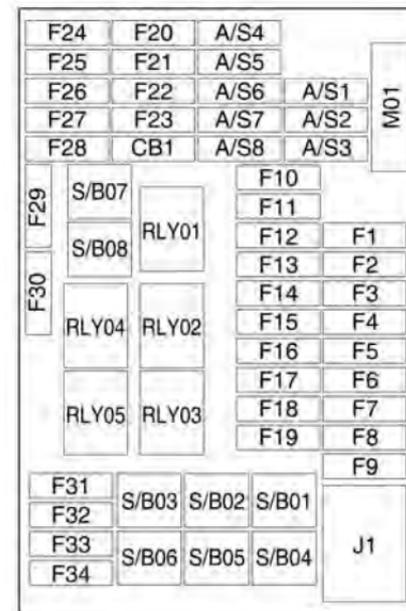 F24 F20 A/S4
F25 F21 A/S5
F26 F22 A/S6 A/S1
F27 F23 A/S7 A/S2
F28 CB1 A/S8 A/S3
M01
F29
F30
S/B07
S/B08
RLY01
RLY04 RLY02
RLY05 RLY03
F10
F11
F12 F1
F13 F2
F14 F3
F15 F4
F16 F5
F17 F6
F18 F7
F19 F8
F9
F31
F32
F33
F34
S/B03 S/B02 S/B01
S/B06 S/B05 S/B04
J1